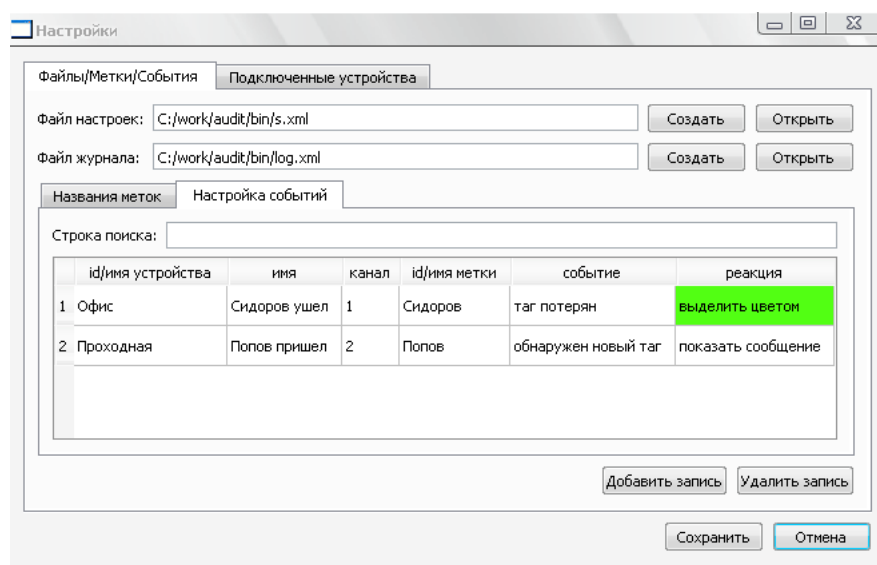 Настройки
Файлы/Метки/События Подключенные устройства
Файл настроек: C:/work/audit/bin/s.xml Создать Открыть
Файл журнала: C:/work/audit/bin/log.xml Создать Открыть
Названия меток Настройка событий
Строка поиска:
id/имя устройства имя канал id/имя метки событие реакция
1 Офис Сидоров ушел 1 Сидоров таг потерян выделить цветом
2 Проходная Попов пришел 2 Попов обнаружен новый таг показать сообщение
Добавить запись Удалить запись
Сохранить Отмена